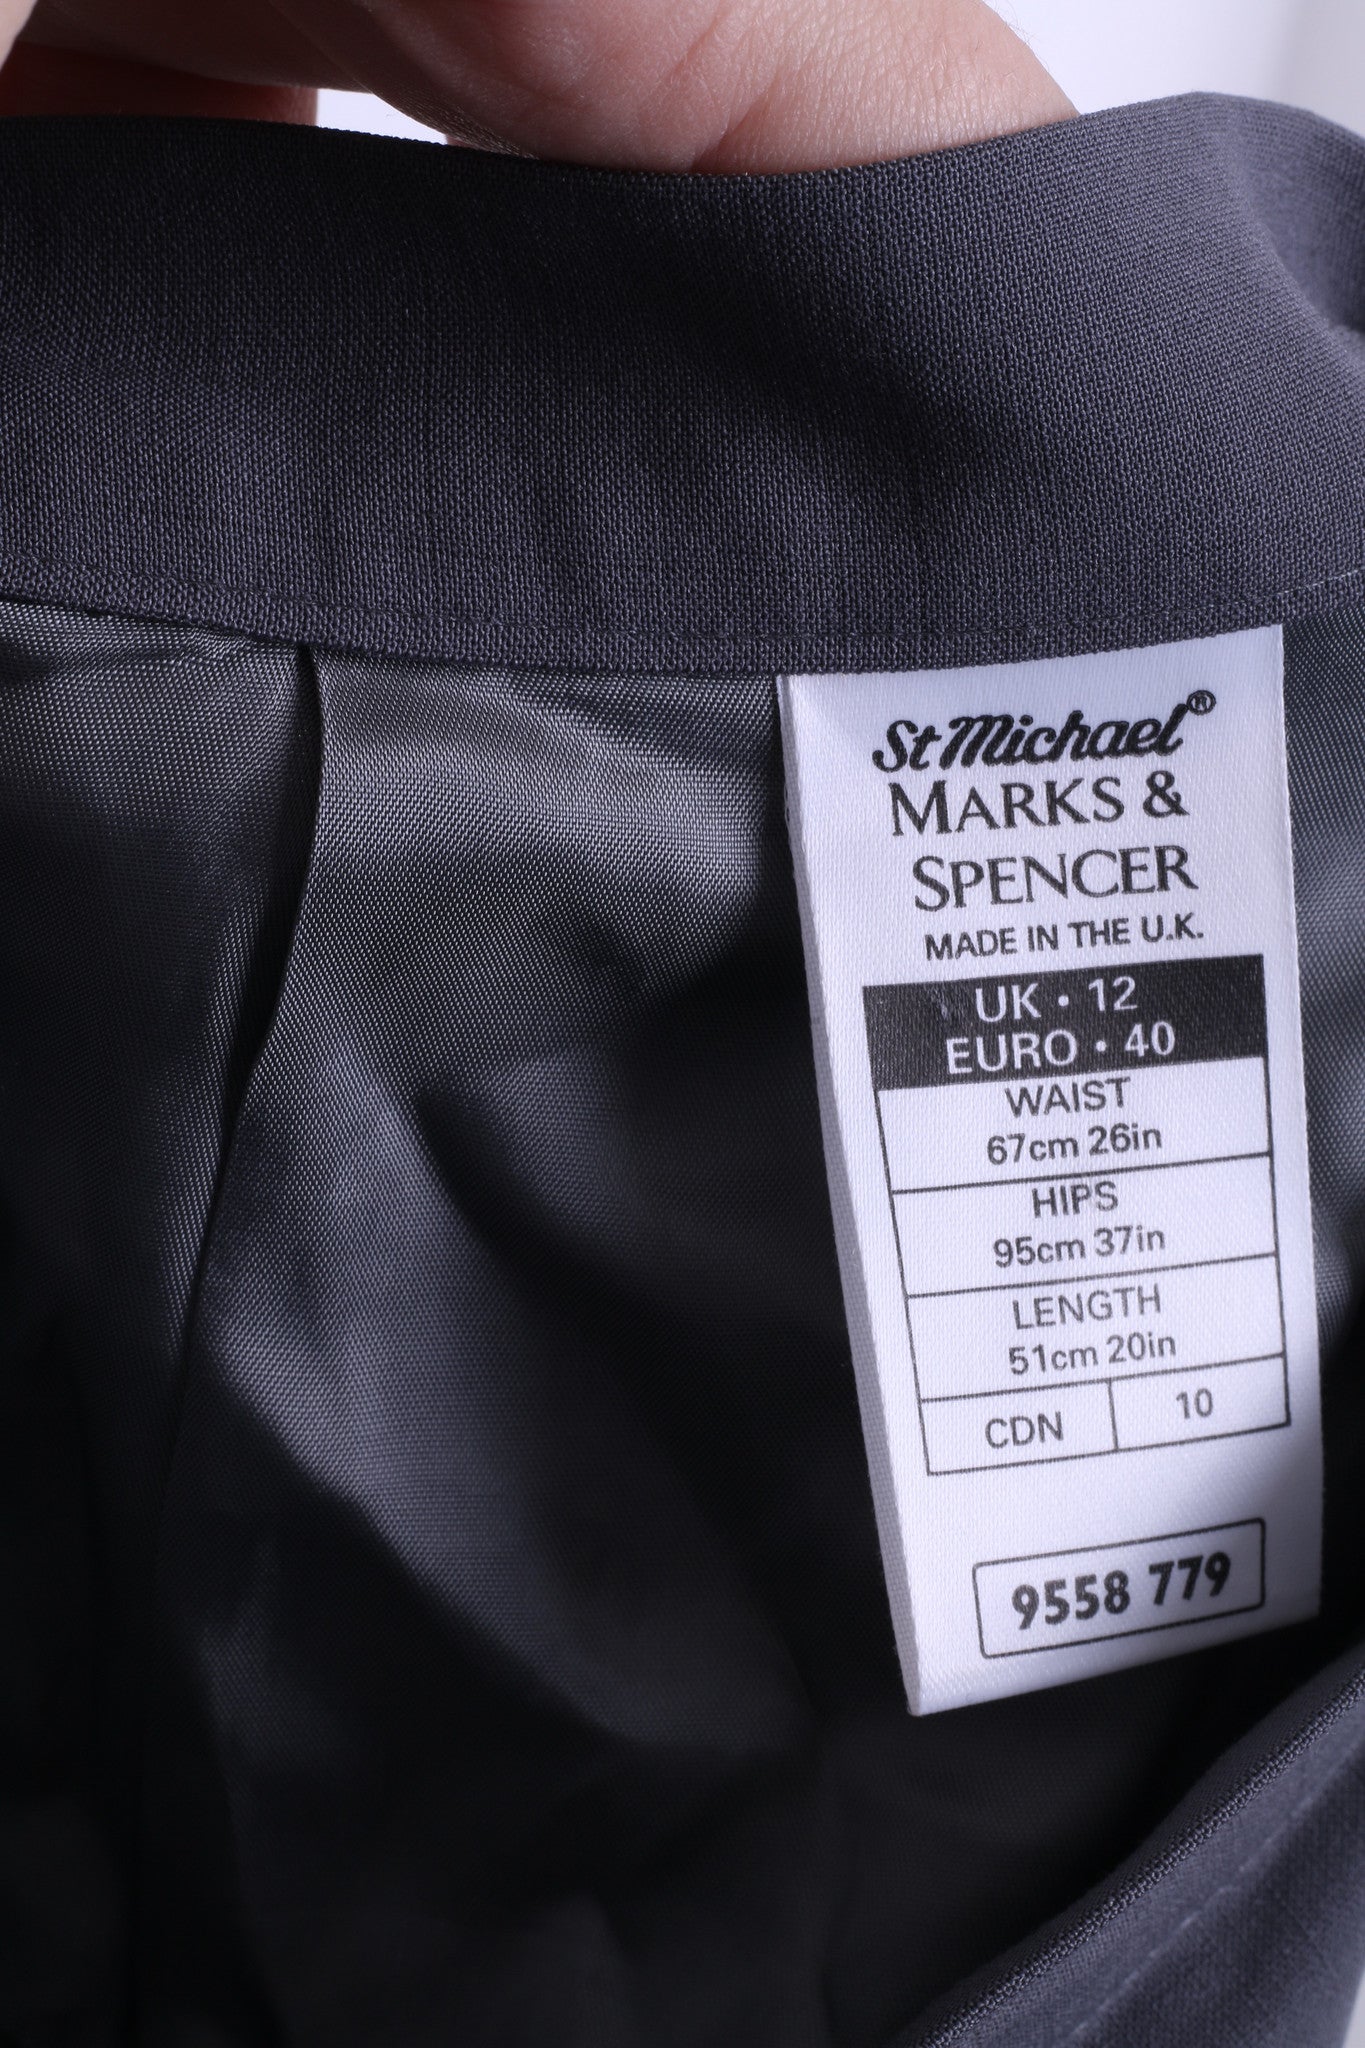 St Michael®
MARKS &
SPENCER
MADE IN THE U.K.
UK · 12
EURO · 40
WAIST
67cm 26in
HIPS
95cm 37in
LENGTH
51cm 20in
CDN 10
9558 779